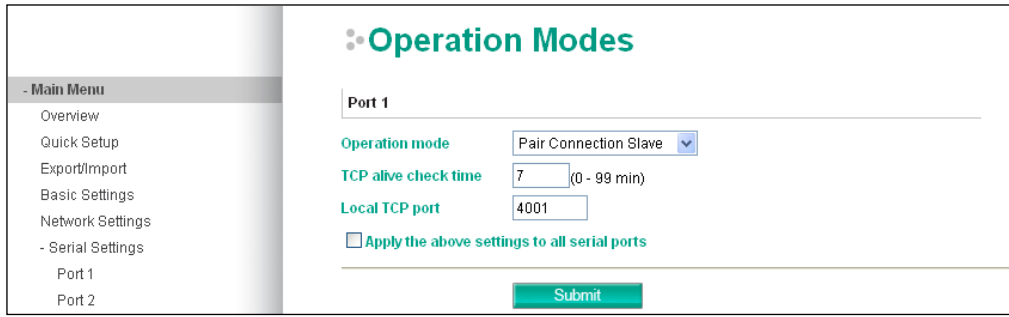 Operation Modes
- Main Menu
Overview
Quick Setup
Export/Import
Basic Settings
Network Settings
- Serial Settings
Port 1
Port 2
Port 1
Operation mode Pair Connection Slave
TCP alive check time 7 (0 - 99 min)
Local TCP port 4001
Apply the above settings to all serial ports
Submit